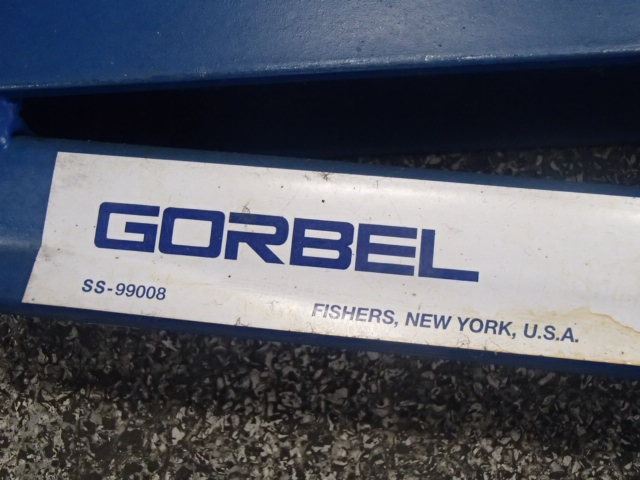 GORBEL
SS-99008
FISHERS, NEW YORK, U.S.A.